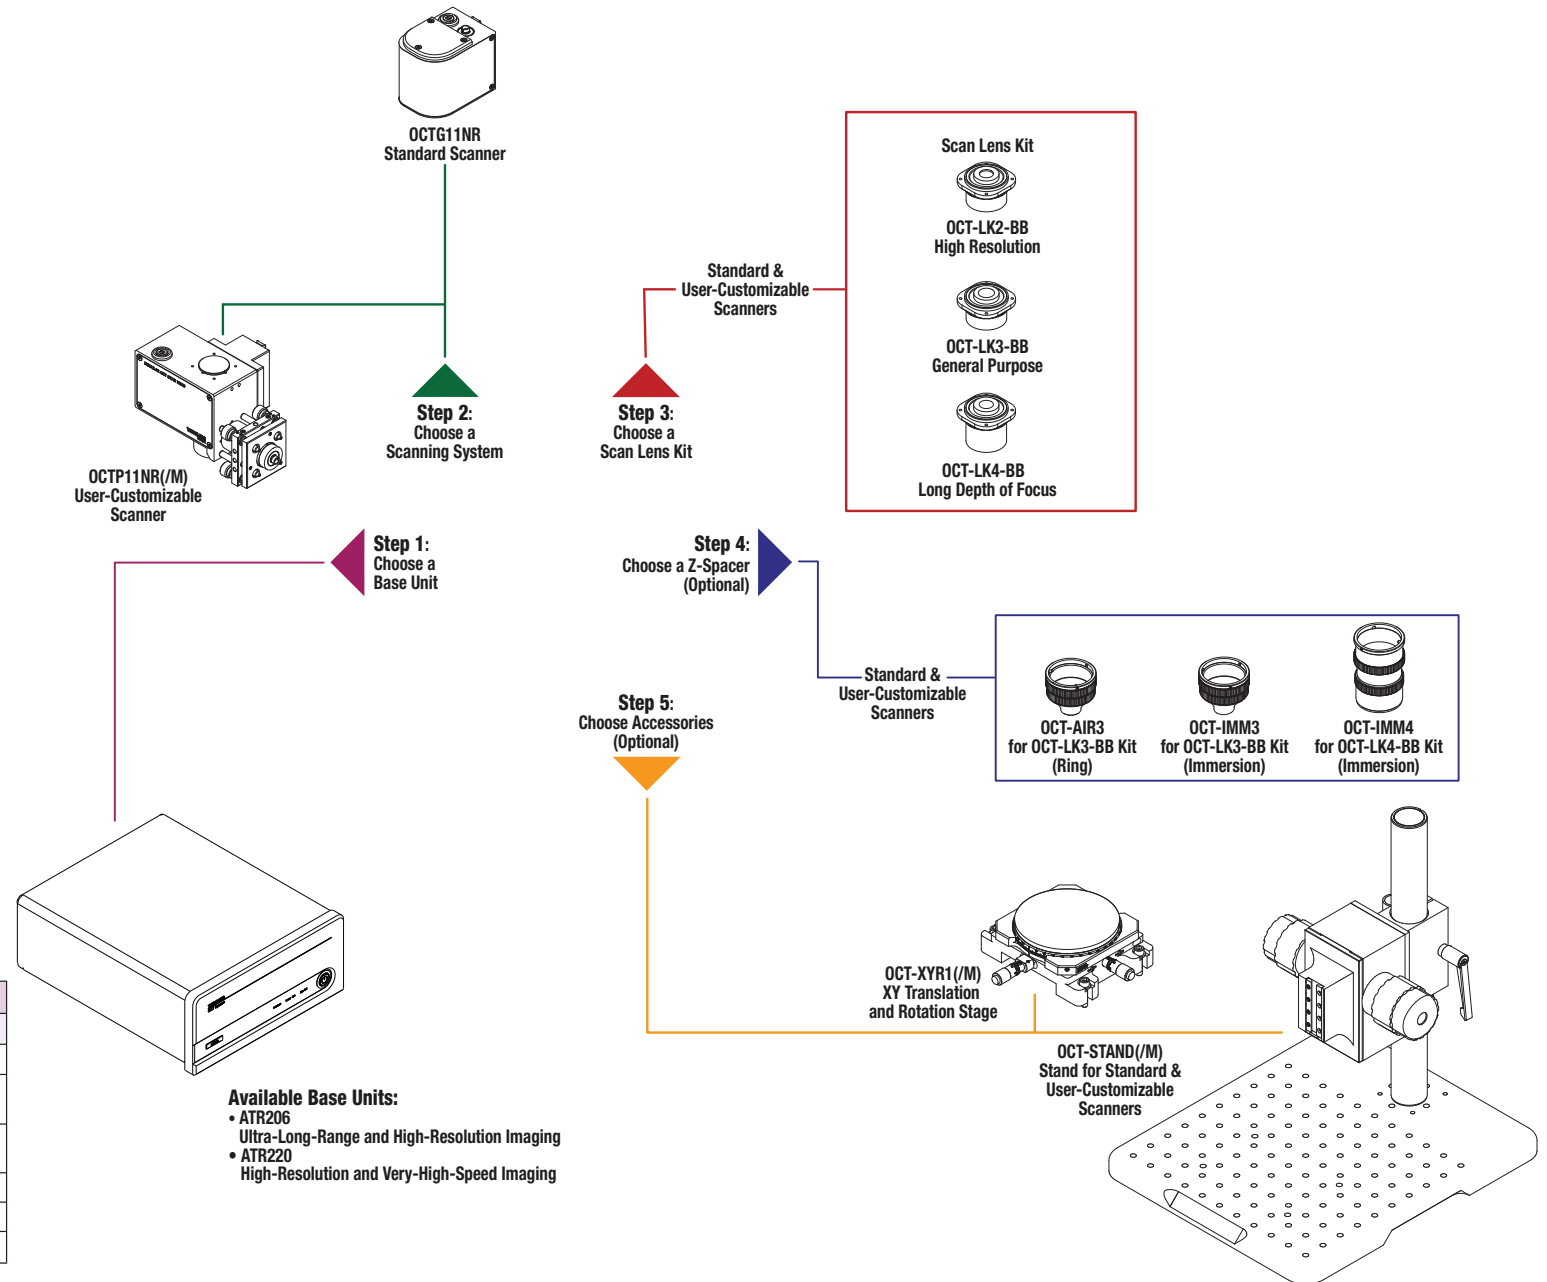 OCTG11NR
Standard Scanner
Scan Lens Kit
OCT-LK2-BB
High Resolution
Standard &
User-Customizable
Scanners
OCT-LK3-BB
General Purpose
Step 2:
Choose a
Scanning System
Step 3:
Choose a
Scan Lens Kit
OCT-LK4-BB
Long Depth of Focus
OCTP11NR(/M)
User-Customizable
Scanner
Step 1:
Choose a
Base Unit
Step 4:
Choose a Z-Spacer
(Optional)
Standard &
User-Customizable
Scanners
OCT-AIR3
for OCT-LK3-BB Kit
(Ring)
OCT-IMM3
for OCT-LK3-BB Kit
(Immersion)
OCT-IMM4
for OCT-LK4-BB Kit
(Immersion)
Step 5:
Choose Accessories
(Optional)
OCT-XYR1(/M)
XY Translation
and Rotation Stage
OCT-STAND(/M)
Stand for Standard &
User-Customizable
Scanners
Available Base Units:
• ATR206
Ultra-Long-Range and High-Resolution Imaging
• ATR220
High-Resolution and Very-High-Speed Imaging